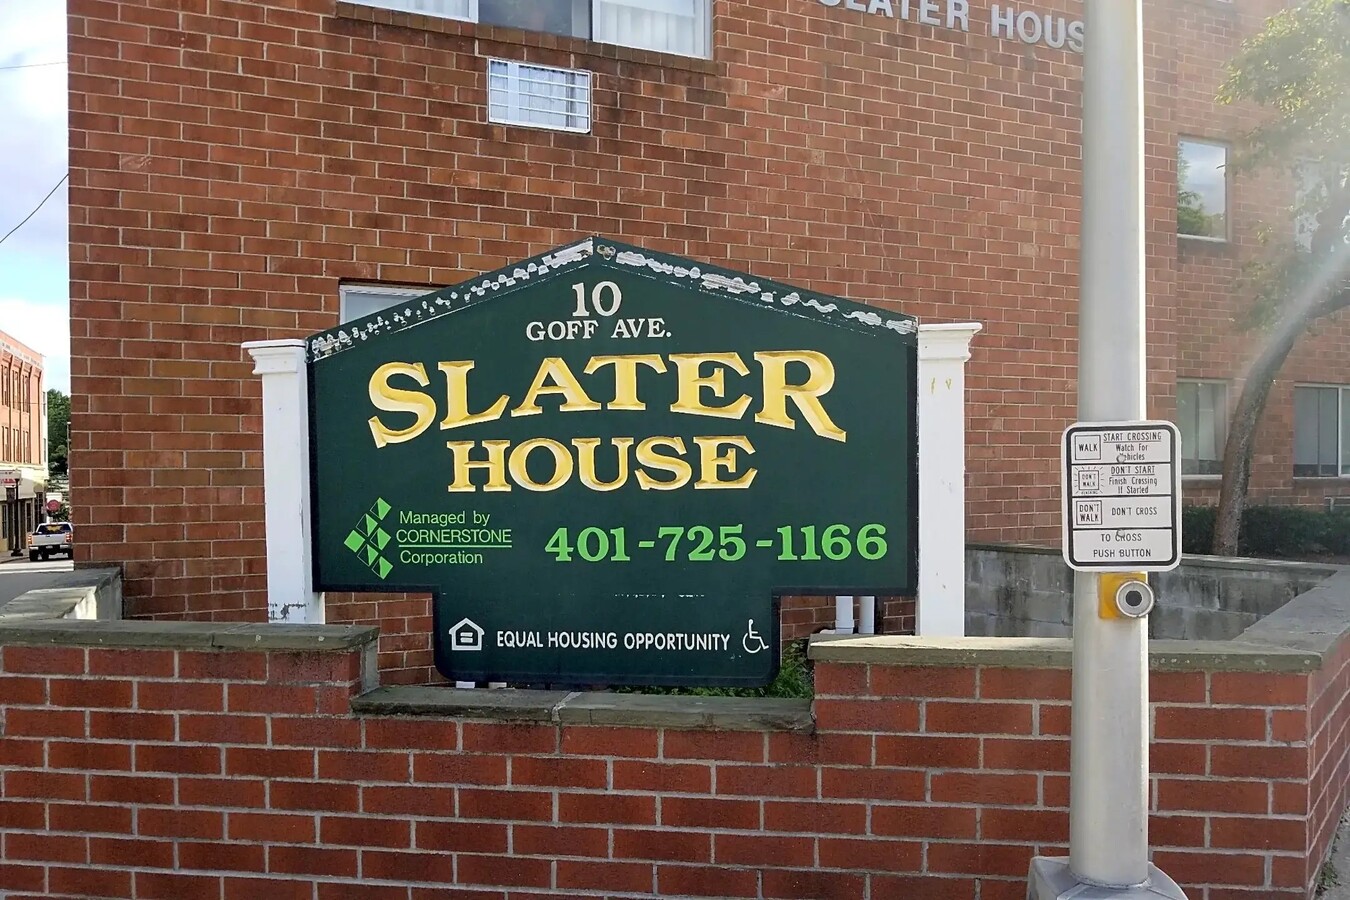 SLATER HOUS
10
GOFF AVE.
SLATER
HOUSE
Managed by
CORNERSTONE
Corporation
401-725-1166
EQUAL HOUSING OPPORTUNITY
WALK
START CROSSING
Watch For
Vehicles
DON'T WALK
DON'T START
Finish Crossing
If Started
DON'T
WALK
DON'T CROSS
TO CROSS
PUSH BUTTON